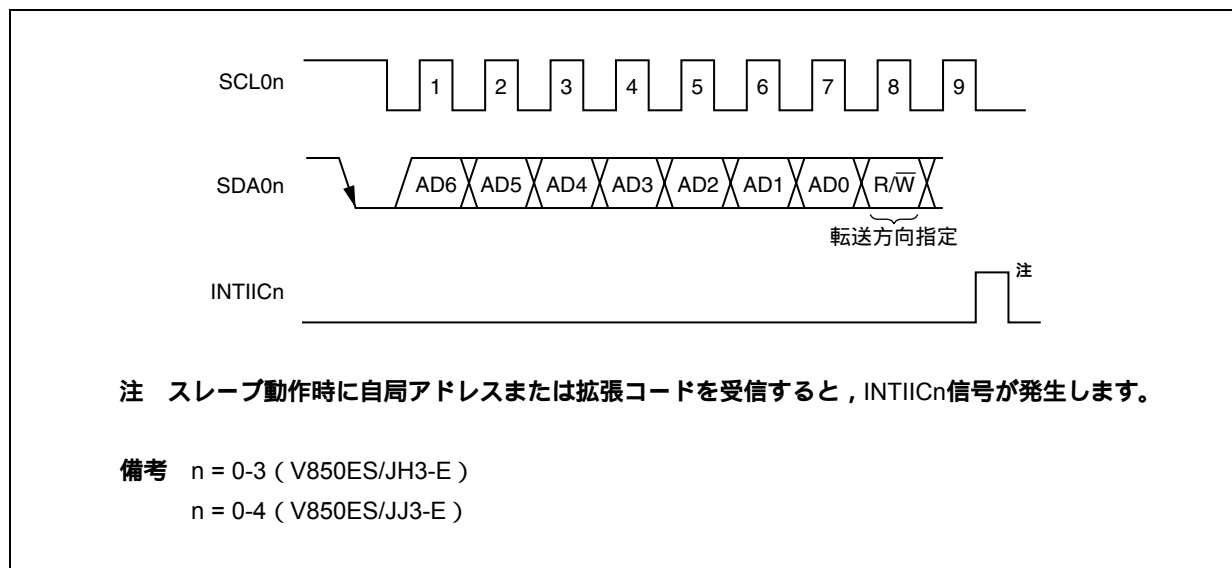 SCL0n 1 2 3 4 5 6 7 8 9
SDA0n AD6 AD5 AD4 AD3 AD2 AD1 AD0 R/W̅
転送方向指定
INTIICn 注
注　スレーブ動作時に自局アドレスまたは拡張コードを受信すると，INTIICn信号が発生します。
備考　n = 0-3（V850ES/JH3-E）
n = 0-4（V850ES/JJ3-E）